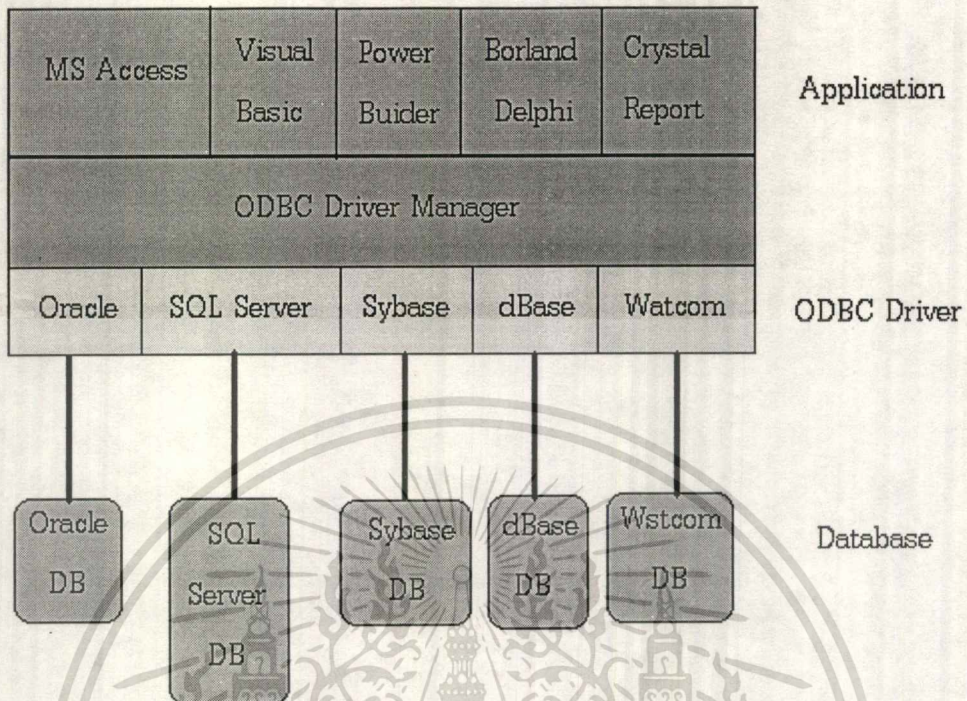 MS Access
Visual
Basic
Power
Buider
Borland
Delphi
Crystal
Report
Application
ODBC Driver Manager
Oracle
SQL Server
Sybase
dBase
Watcom
ODBC Driver
Oracle
DB
SQL
Server
DB
Sybase
DB
dBase
DB
Wstcom
DB
Database